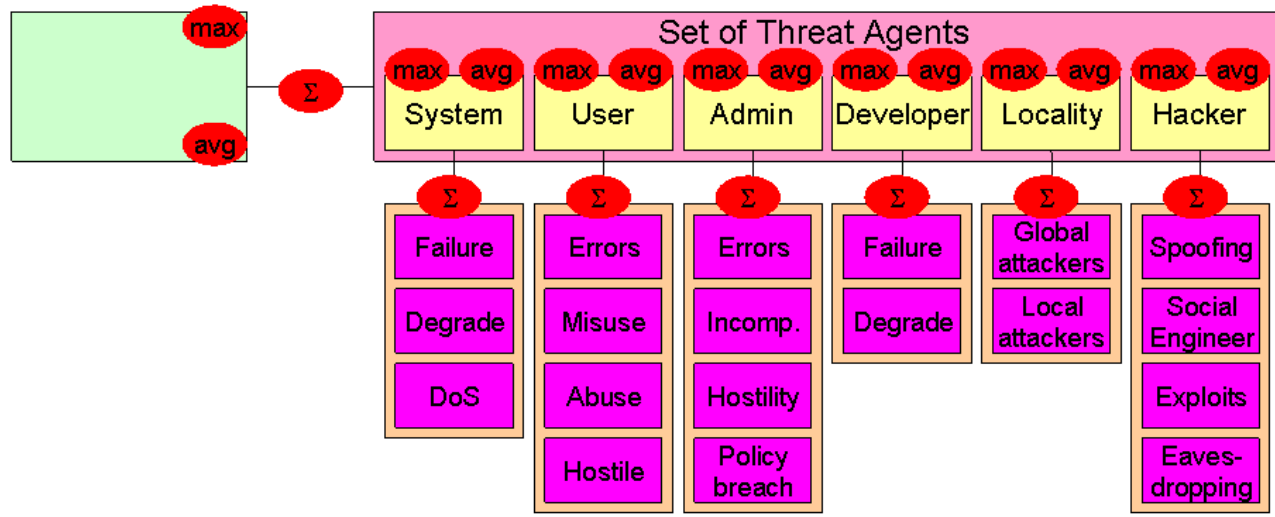 max
Set of Threat Agents
max avg max avg max avg max avg max avg max avg
Σ
System User Admin Developer Locality Hacker
avg
Σ Σ Σ Σ Σ Σ
Failure
Degrade
DoS
Errors
Misuse
Abuse
Hostile
Errors
Incomp.
Hostility
Policy
breach
Failure
Degrade
Global
attackers
Local
attackers
Spoofing
Social
Engineer
Exploits
Eaves-
dropping